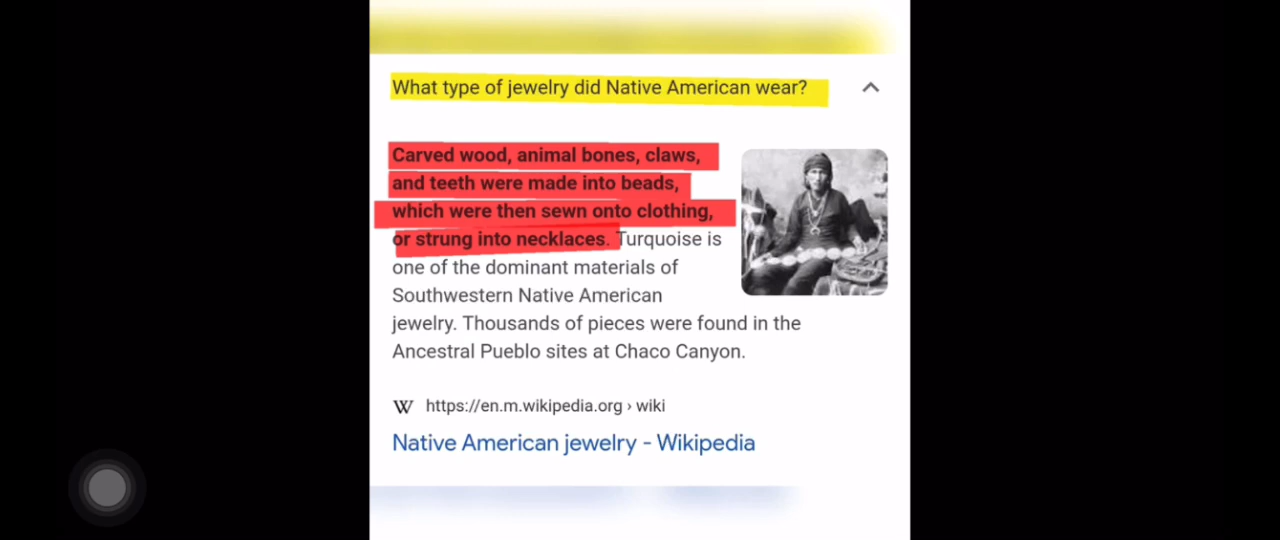 What type of jewelry did Native American wear?
Carved wood, animal bones, claws,
and teeth were made into beads,
which were then sewn onto clothing,
or strung into necklaces. Turquoise is
one of the dominant materials of
Southwestern Native American
jewelry. Thousands of pieces were found in the
Ancestral Pueblo sites at Chaco Canyon.
W https://en.m.wikipedia.org › wiki
Native American jewelry - Wikipedia